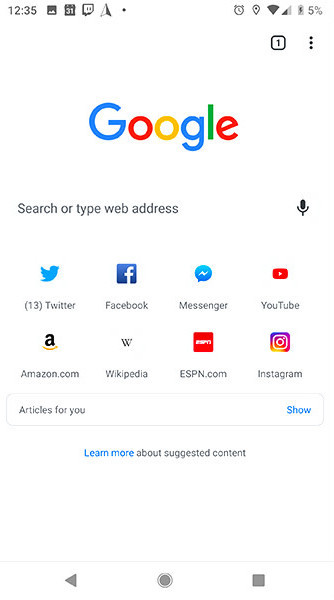 12:35
31
5%
1
Google
Search or type web address
(13) Twitter
Facebook
Messenger
YouTube
a
W
ESPN
Amazon.com
Wikipedia
ESPN.com
Instagram
Articles for you
Show
Learn more about suggested content